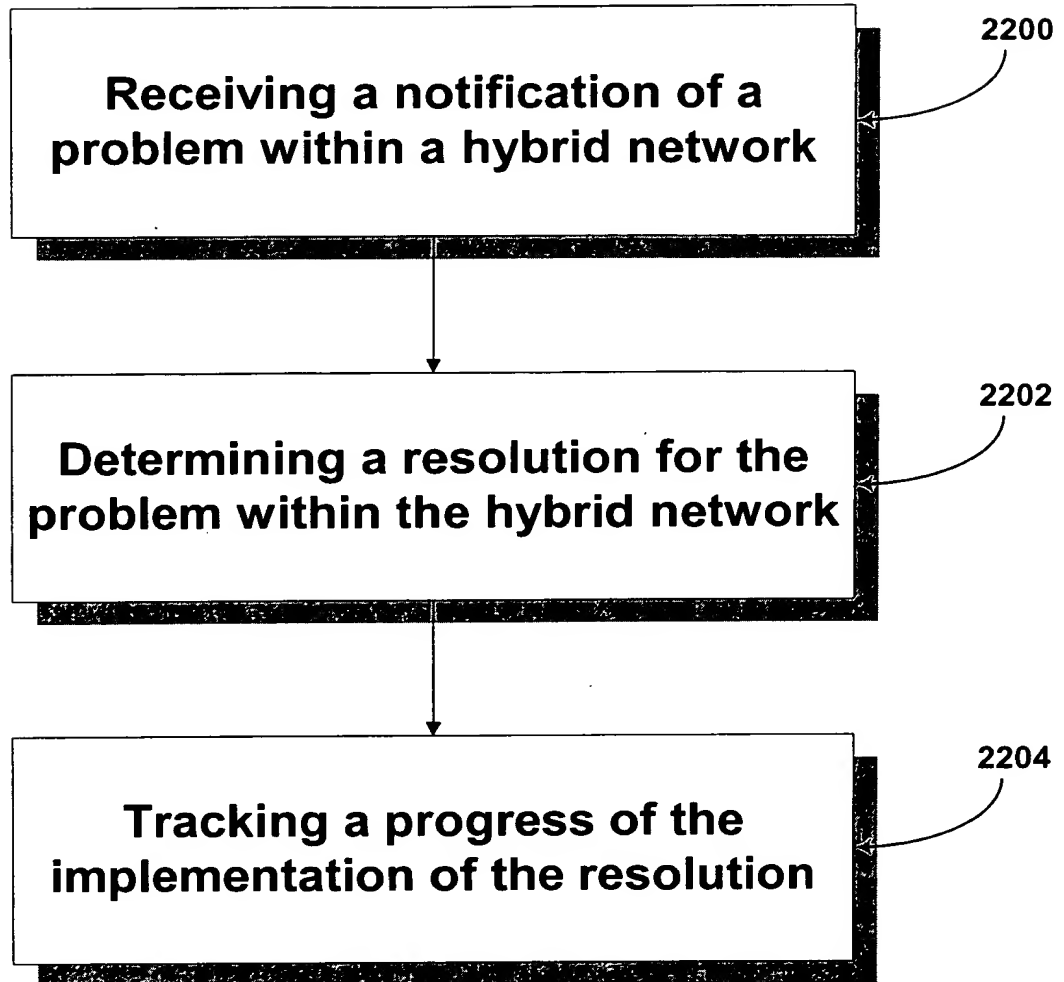 2200
Receiving a notification of a
problem within a hybrid network
2202
Determining a resolution for the
problem within the hybrid network
2204
Tracking a progress of the
implementation of the resolution